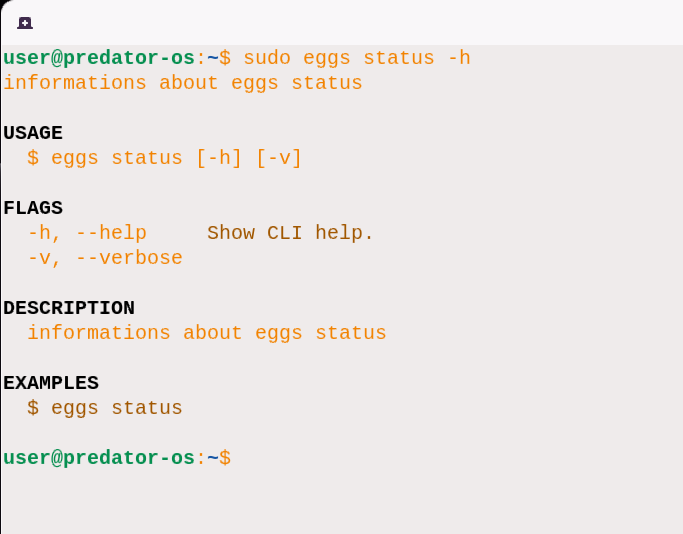 user@predator-os:~$ sudo eggs status -h
informations about eggs status
USAGE
$ eggs status [-h] [-v]
FLAGS
-h, --help     Show CLI help.
-v, --verbose
DESCRIPTION
informations about eggs status
EXAMPLES
$ eggs status
user@predator-os:~$